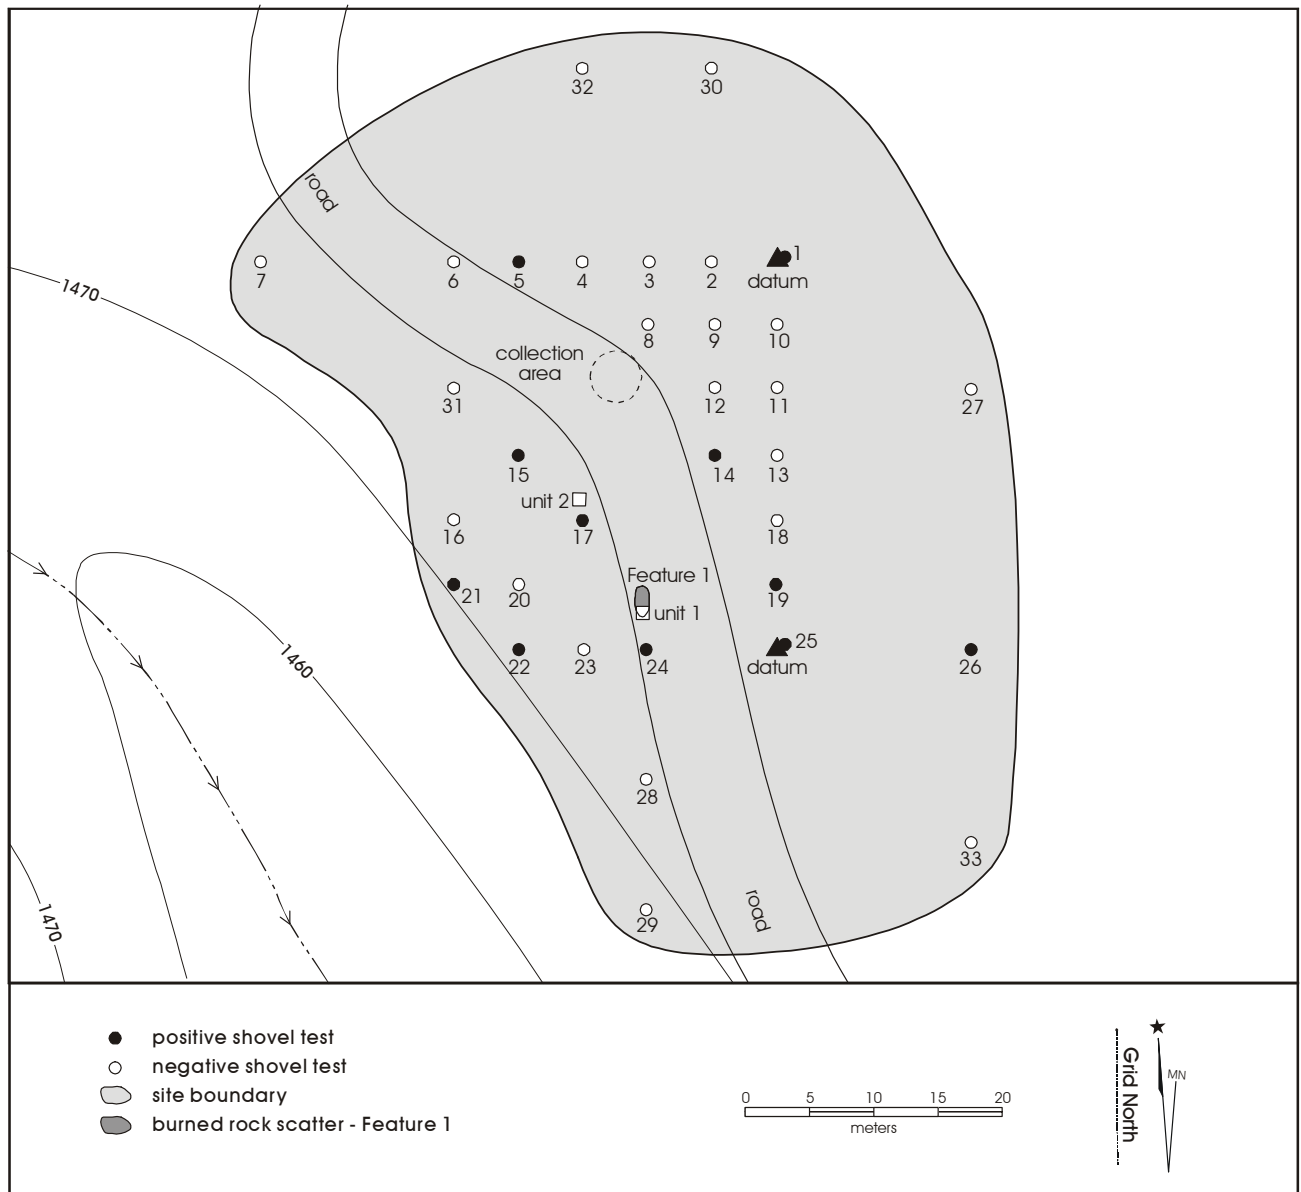 32
30
road
1
7
6
5
4
3
2
datum
1470
8
9
10
collection
area
31
12
11
27
15
14
13
unit 2
16
17
18
Feature 1
21
20
19
unit 1
25
22
23
24
datum
26
1460
28
33
road
29
1470
positive shovel test
negative shovel test
site boundary
burned rock scatter - Feature 1
0 5 10 15 20
meters
Grid North
MN